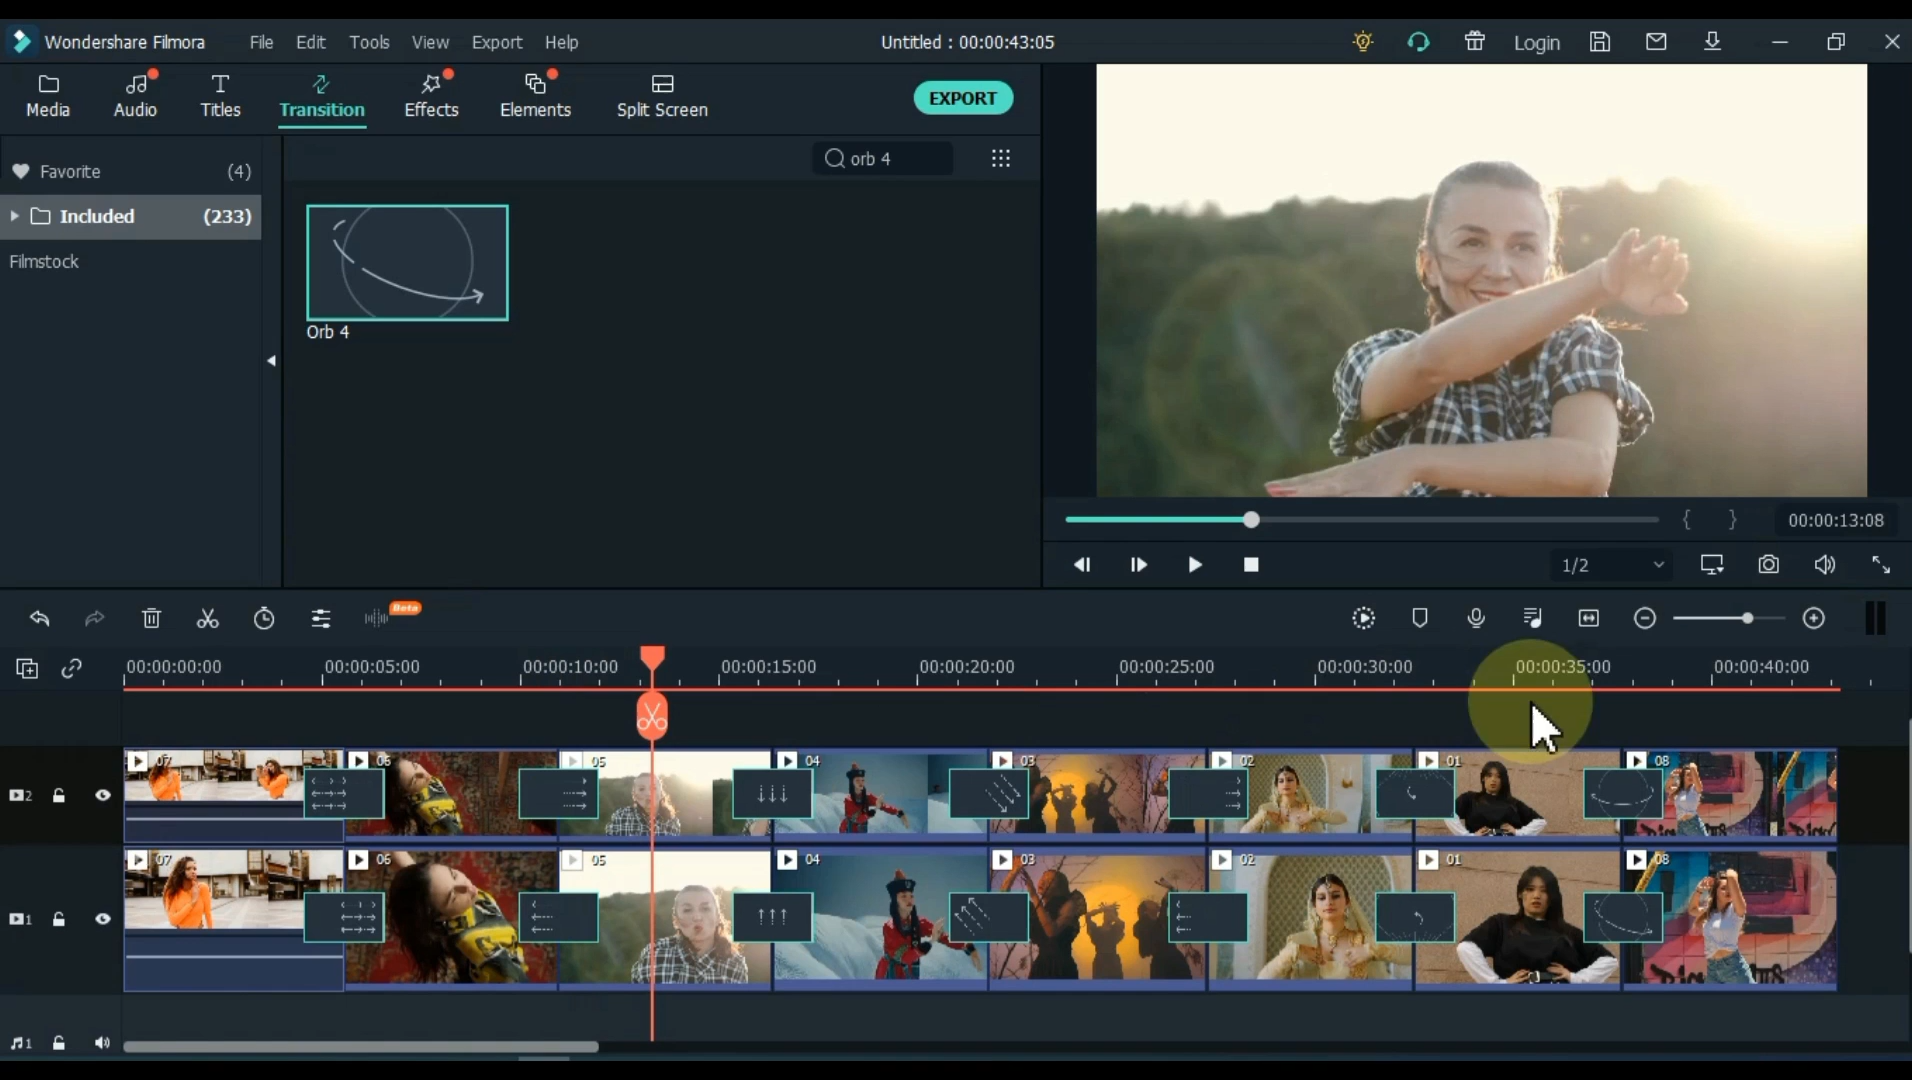 Wondershare Filmora File Edit Tools View Export Help Untitled : 00:00:43:05 Login
Media Audio Titles Transition Effects Elements Split Screen EXPORT
Favorite (4) orb 4
Included (233)
Filmstock
Orb 4
00:00:13:08
1/2
Beta
00:00:00:00 00:00:05:00 00:00:10:00 00:00:15:00 00:00:20:00 00:00:25:00 00:00:30:00 00:00:35:00 00:00:40:00
07 06 05 04 03 02 01 08
2
07 06 05 04 03 02 01 08
1
1